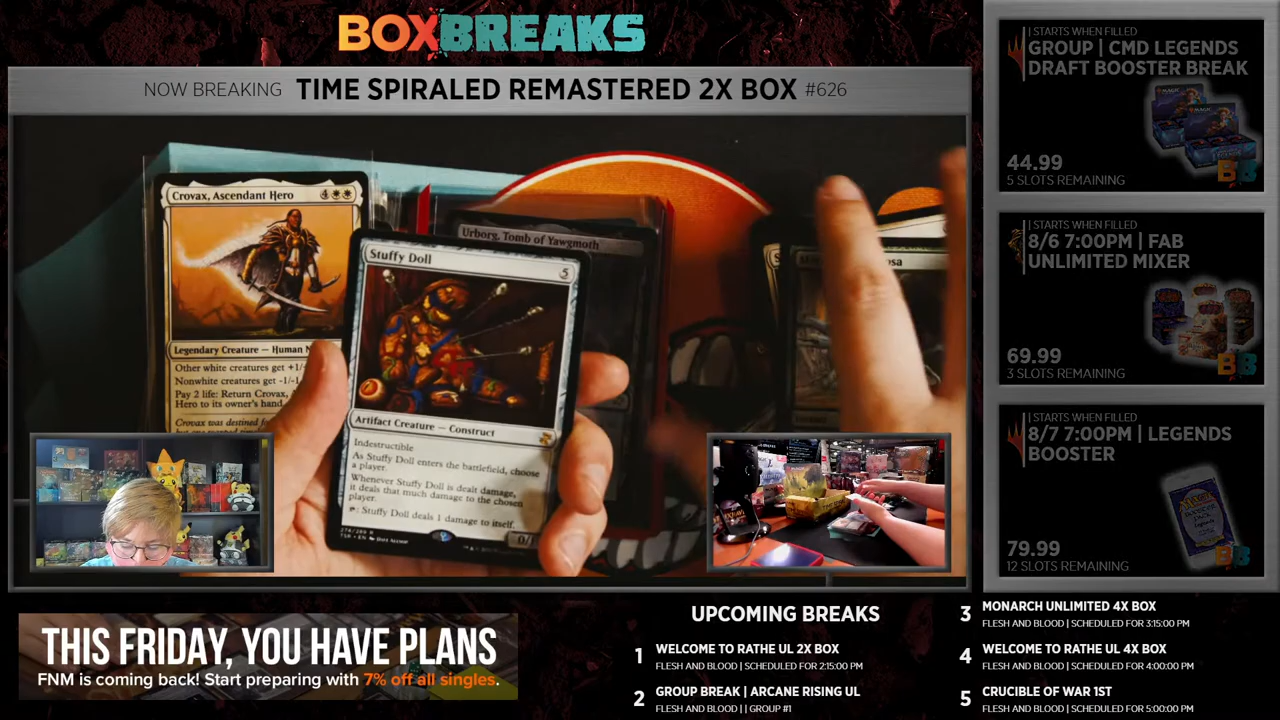 BOXBREAKS
NOW BREAKING TIME SPIRALED REMASTERED 2X BOX #626
Crovax, Ascendant Hero 4
Legendary Creature — Human
Other white creatures get +1/
Nonwhite creatures get -1/-1
Pay 2 life: Return Crovax,
Hero to its owner's hand.
Crovax was destined f
Urborg, Tomb of Yawgmoth
Stuffy Doll 5
Artifact Creature — Construct
Indestructible
As Stuffy Doll enters the battlefield, choose
a player.
Whenever Stuffy Doll is dealt damage,
it deals that much damage to the chosen
player.
: Stuffy Doll deals 1 damage to itself.
0/1
| STARTS WHEN FILLED
GROUP | CMD LEGENDS
DRAFT BOOSTER BREAK
44.99
5 SLOTS REMAINING
BB
| STARTS WHEN FILLED
8/6 7:00PM | FAB
UNLIMITED MIXER
69.99
3 SLOTS REMAINING
BB
| STARTS WHEN FILLED
8/7 7:00PM | LEGENDS
BOOSTER
79.99
12 SLOTS REMAINING
BB
THIS FRIDAY, YOU HAVE PLANS
FNM is coming back! Start preparing with 7% off all singles.
UPCOMING BREAKS
1 WELCOME TO RATHE UL 2X BOX
FLESH AND BLOOD | SCHEDULED FOR 2:15:00 PM
2 GROUP BREAK | ARCANE RISING UL
FLESH AND BLOOD | | GROUP #1
3 MONARCH UNLIMITED 4X BOX
FLESH AND BLOOD | SCHEDULED FOR 3:15:00 PM
4 WELCOME TO RATHE UL 4X BOX
FLESH AND BLOOD | SCHEDULED FOR 4:00:00 PM
5 CRUCIBLE OF WAR 1ST
FLESH AND BLOOD | SCHEDULED FOR 5:00:00 PM